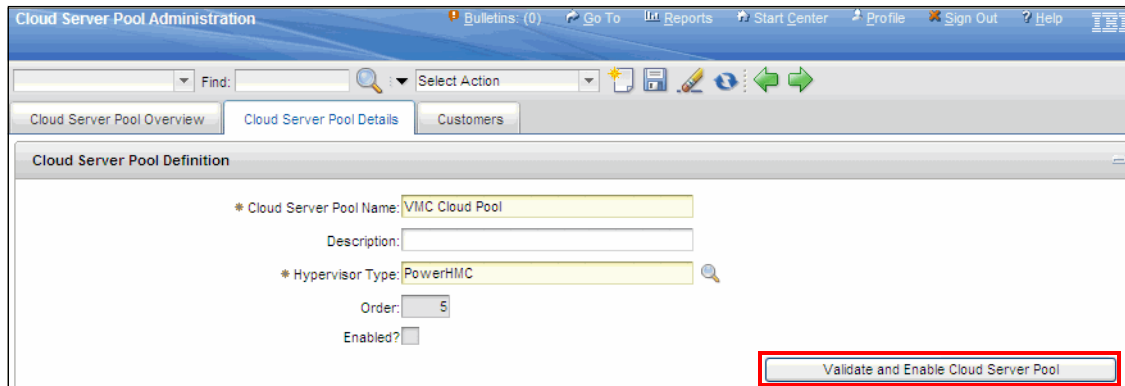 Cloud Server Pool Administration
Bulletins: (0) Go To Reports Start Center Profile Sign Out ? Help IBM
Find: Select Action
Cloud Server Pool Overview Cloud Server Pool Details Customers
Cloud Server Pool Definition
* Cloud Server Pool Name: VMC Cloud Pool
Description:
* Hypervisor Type: PowerHMC
Order: 5
Enabled?
Validate and Enable Cloud Server Pool